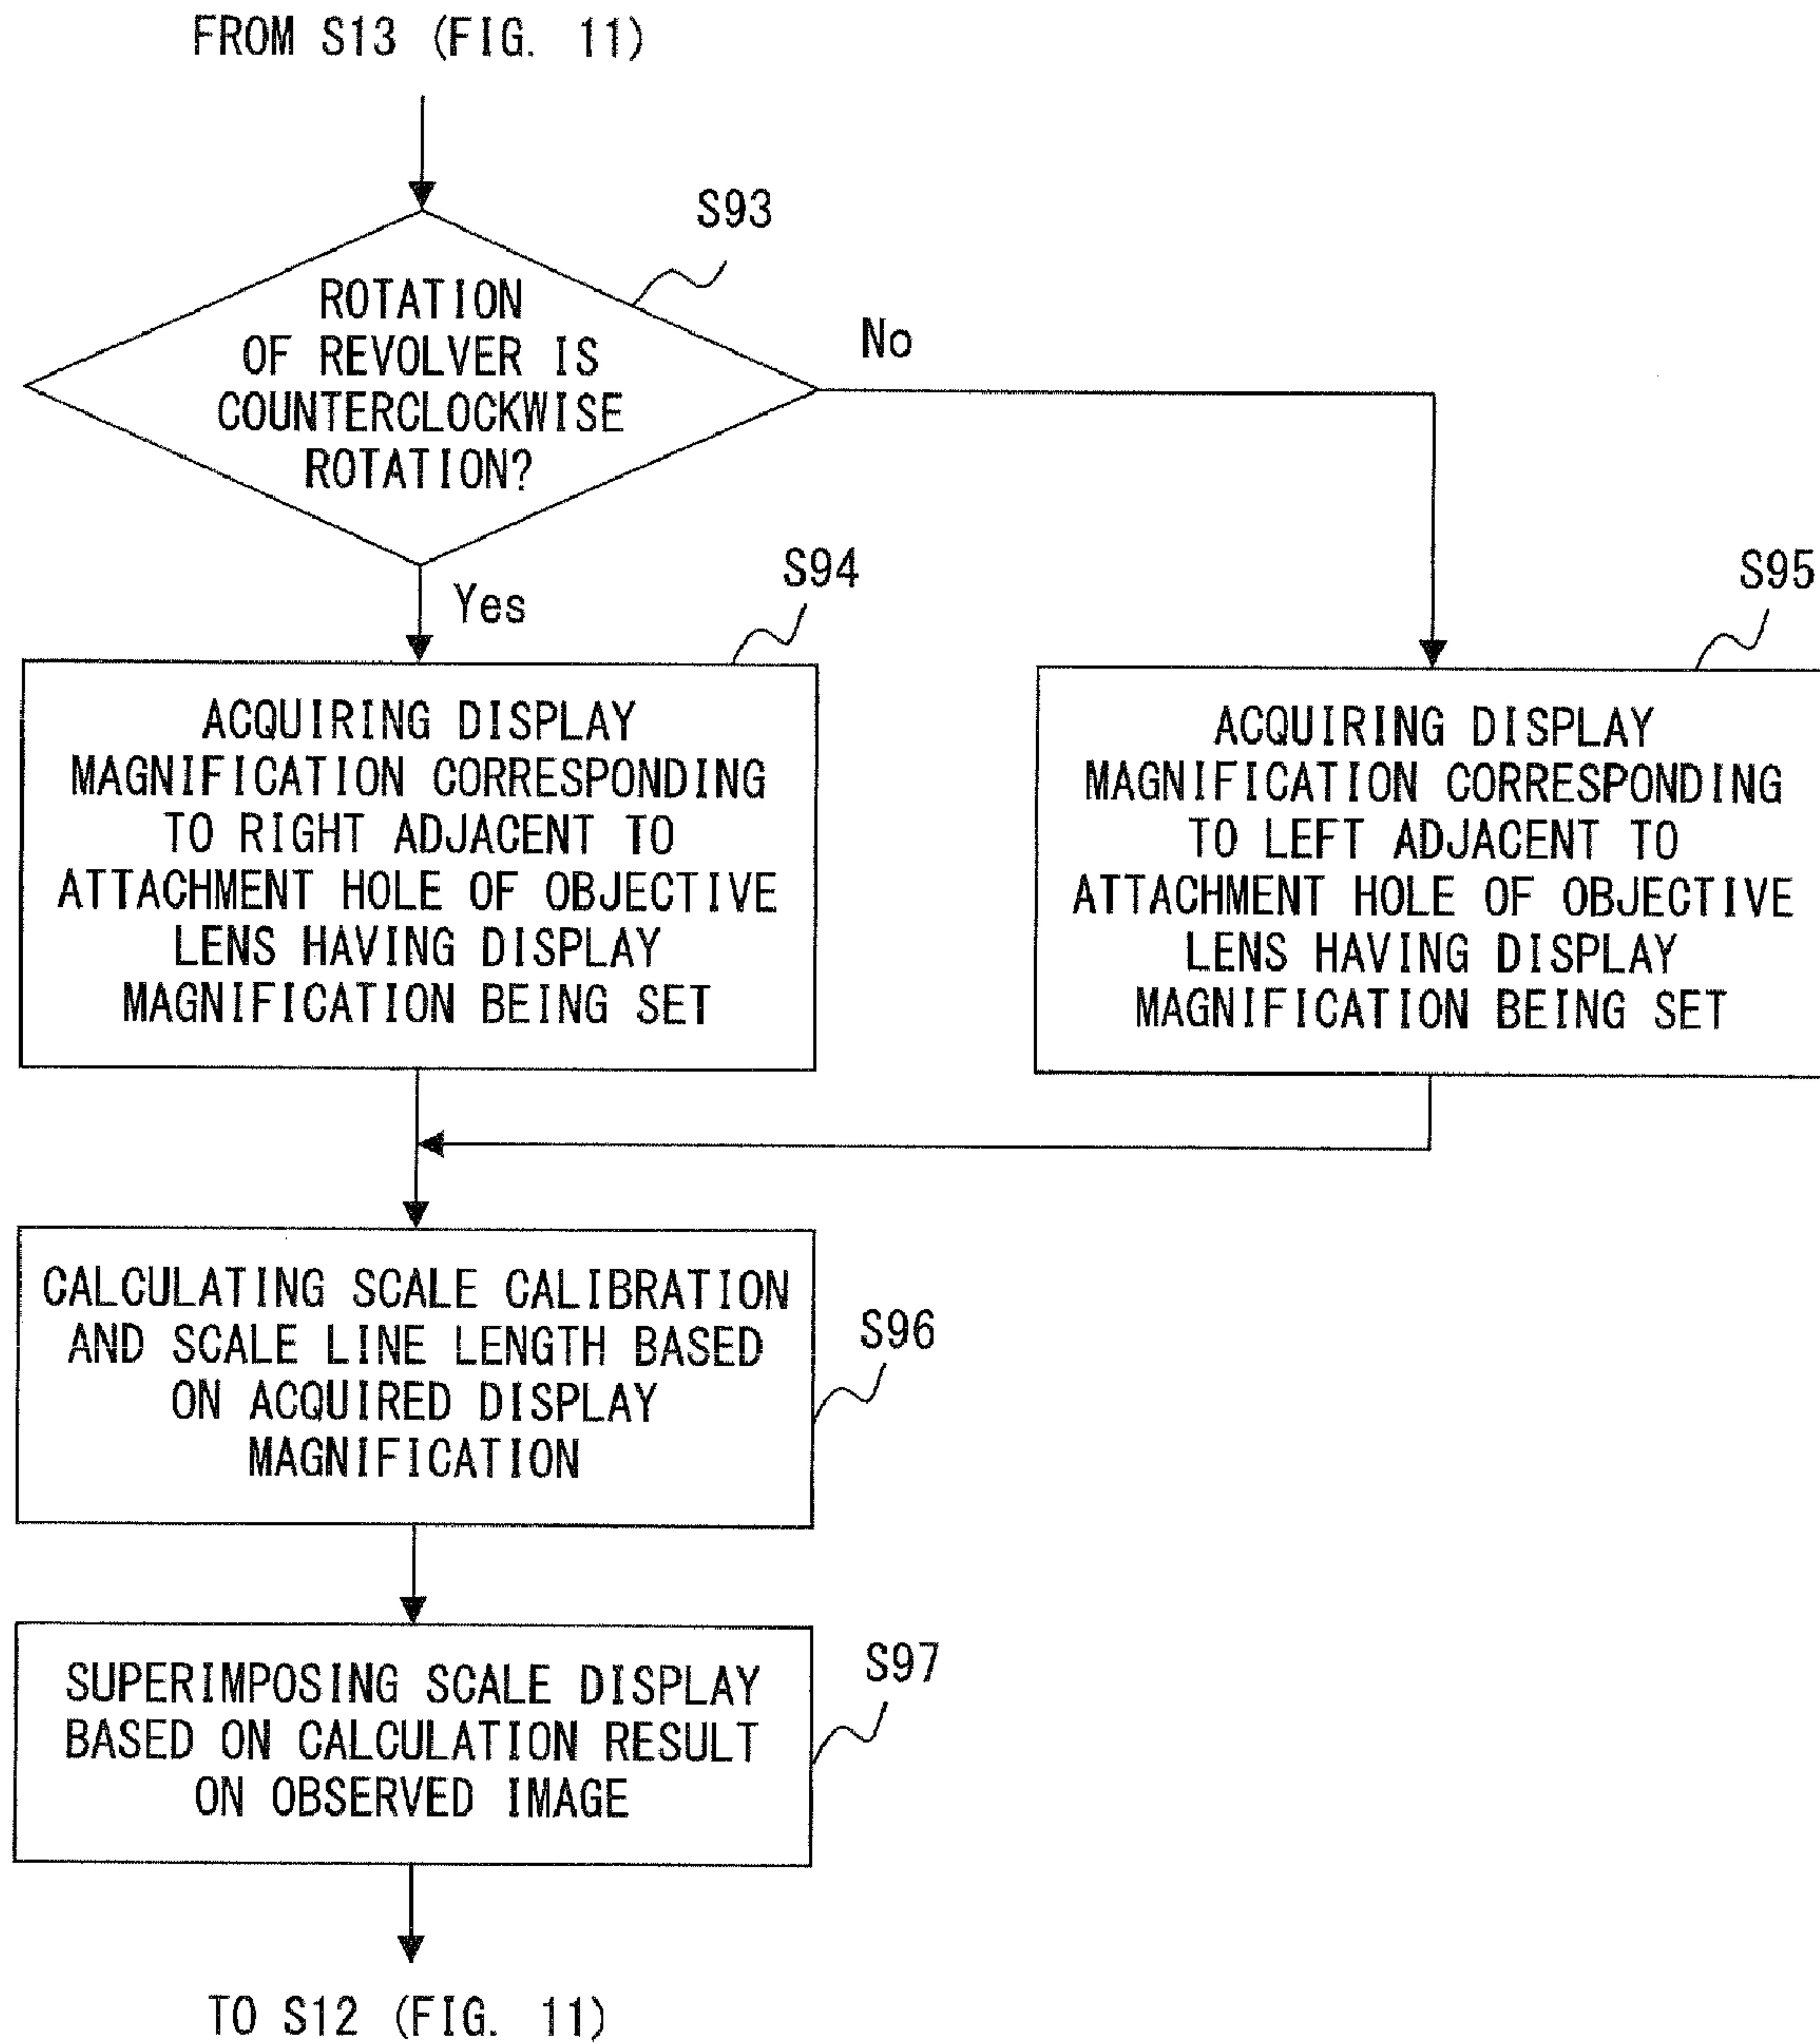 FROM S13 (FIG. 11)
S93
ROTATION
OF REVOLVER IS
COUNTERCLOCKWISE
ROTATION?
No
Yes
S94
ACQUIRING DISPLAY
MAGNIFICATION CORRESPONDING
TO RIGHT ADJACENT TO
ATTACHMENT HOLE OF OBJECTIVE
LENS HAVING DISPLAY
MAGNIFICATION BEING SET
S95
ACQUIRING DISPLAY
MAGNIFICATION CORRESPONDING
TO LEFT ADJACENT TO
ATTACHMENT HOLE OF OBJECTIVE
LENS HAVING DISPLAY
MAGNIFICATION BEING SET
CALCULATING SCALE CALIBRATION
AND SCALE LINE LENGTH BASED
ON ACQUIRED DISPLAY
MAGNIFICATION
S96
SUPERIMPOSING SCALE DISPLAY
BASED ON CALCULATION RESULT
ON OBSERVED IMAGE
S97
TO S12 (FIG. 11)